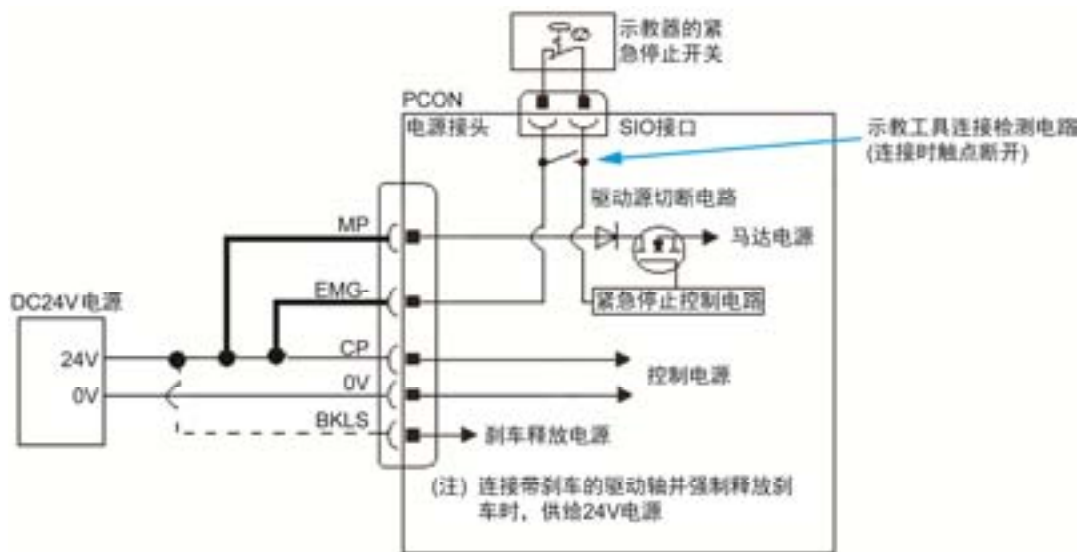 示教器的紧
急停止开关
PCON
电源接头
SIO接口
示教工具连接检测电路
(连接时触点断开)
驱动源切断电路
MP
马达电源
EMG-
紧急停止控制电路
DC24V电源
24V
CP
控制电源
0V
0V
BKLS
刹车释放电源
(注) 连接带刹车的驱动轴并强制释放刹
车时，供给24V电源